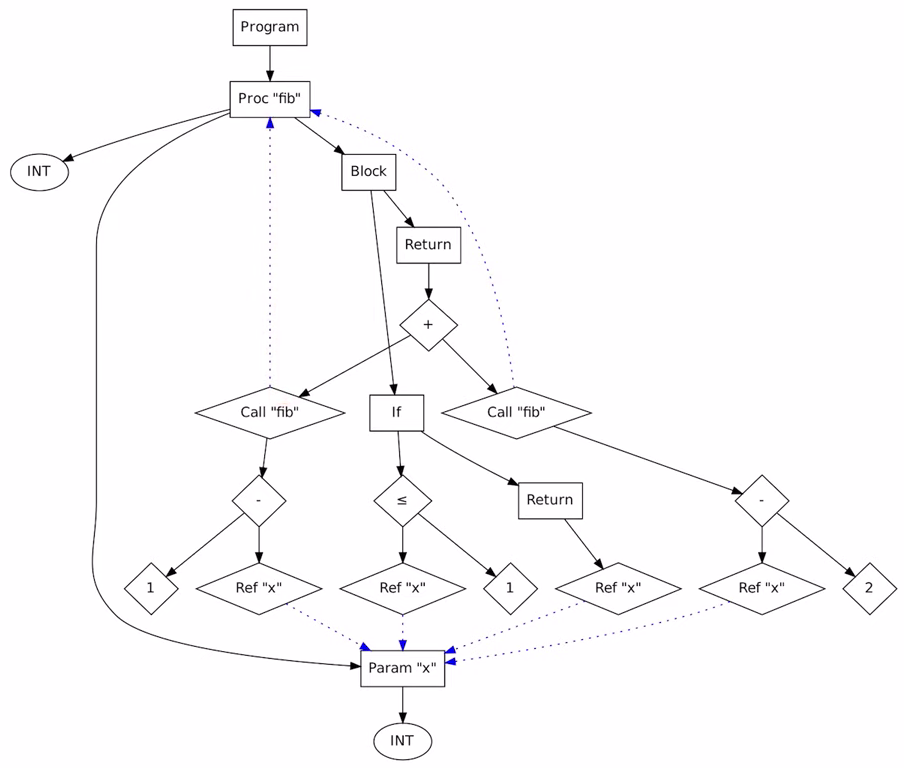 Program
Proc "fib"
INT
Block
Return
+
Call "fib"
If
Call "fib"
-
≤
Return
-
1
Ref "x"
Ref "x"
1
Ref "x"
Ref "x"
2
Param "x"
INT